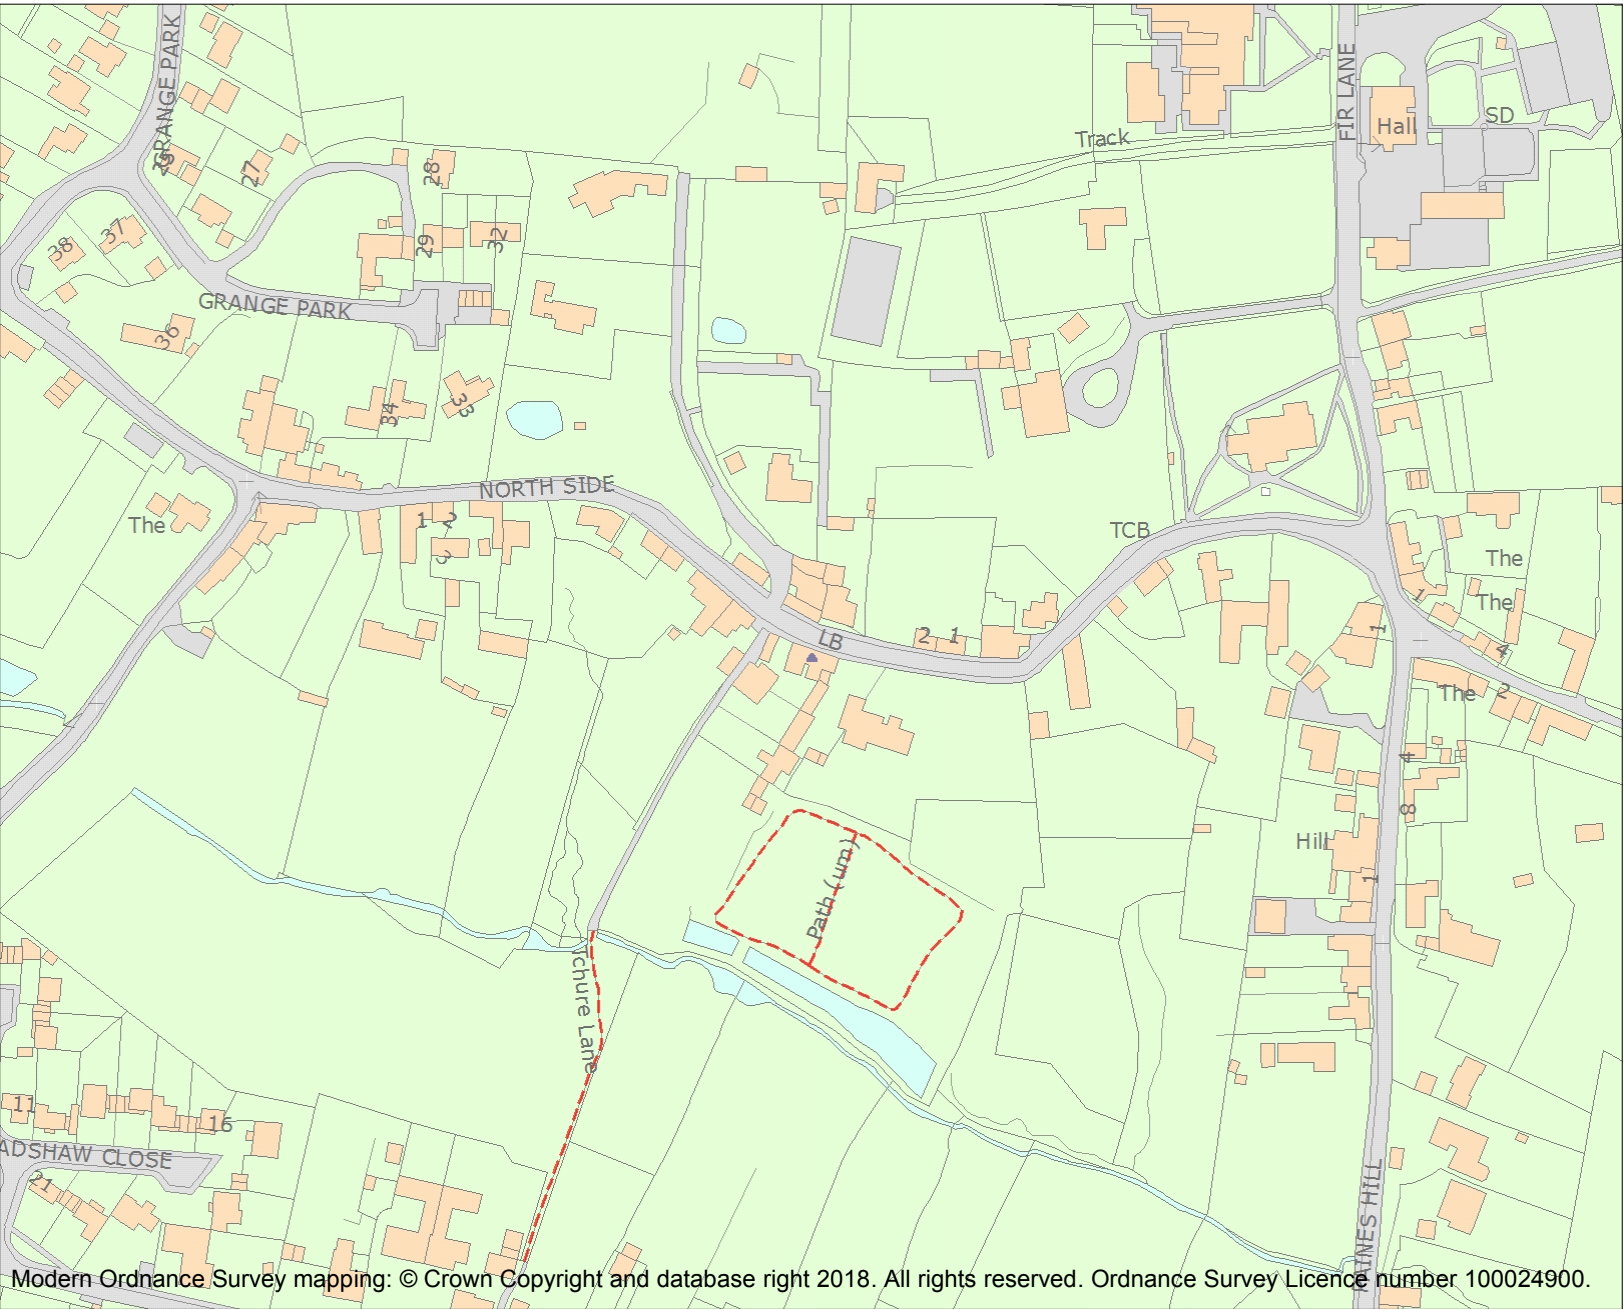 GRANGE PARK
FIR LANE
Hall
SD
Track
25
27
28
37
38
29
32
GRANGE PARK
36
34
33
NORTH SIDE
1 2
The
3
TCB
The
1
The
LB
2 1
1
4
The
2
4
8
Hill
1
Path (um)
Tchure Lane
11
16
ADSHAW CLOSE
21
AINES HILL
Modern Ordnance Survey mapping: © Crown Copyright and database right 2018. All rights reserved. Ordnance Survey Licence number 100024900.